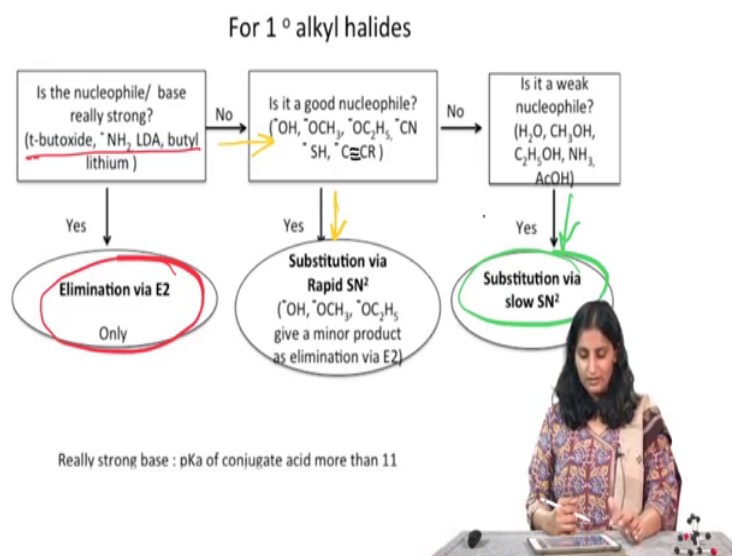 For 1 º alkyl halides
Is the nucleophile/ base
really strong?
(t-butoxide, ⁻NH₂ LDA, butyl
lithium )
No
Is it a good nucleophile?
(⁻OH, ⁻OCH₃, ⁻OC₂H₅, ⁻CN
⁻SH, ⁻C≡CR )
No
Is it a weak
nucleophile?
(H₂O, CH₃OH,
C₂H₅OH, NH₃,
AcOH)
Yes
Yes
Yes
Elimination via E2
Only
Substitution via
Rapid SN²
(⁻OH, ⁻OCH₃, ⁻OC₂H₅
give a minor product
as elimination via E2)
Substitution via
slow SN²
Really strong base : pKa of conjugate acid more than 11